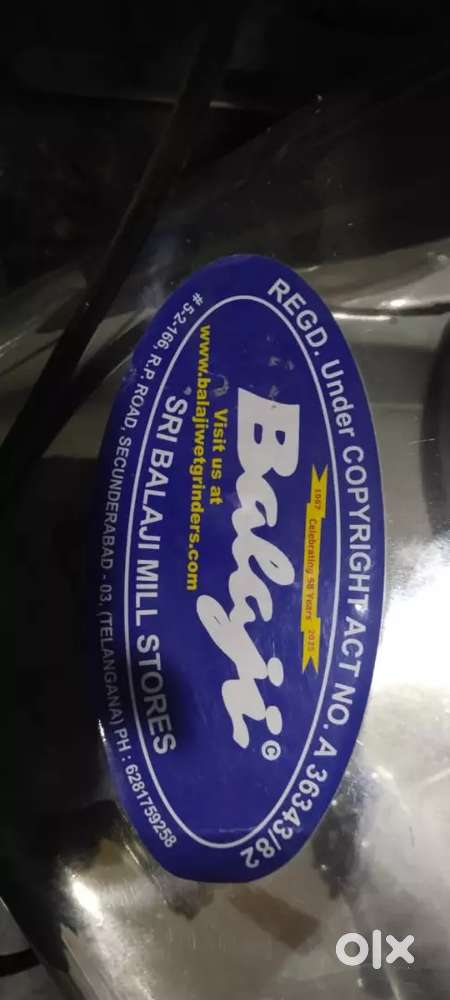 REGD. Under COPYRIGHT ACT NO. A 36343/82
1967 Celebrating 58 Years 2025
Balaji ©
Visit us at
www.balajiwetgrinders.com
SRI BALAJI MILL STORES
# 5-2-166, R.P. ROAD, SECUNDERABAD - 03, (TELANGANA) PH : 6281759258
olx